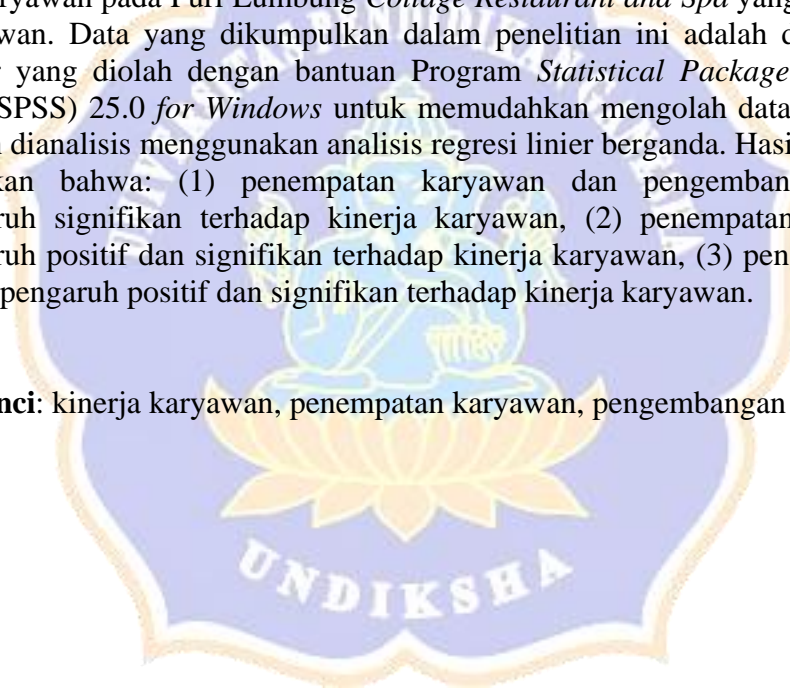 ryawan pada Puri Lumbung Cottage Restaurant and Spa yang
wan. Data yang dikumpulkan dalam penelitian ini adalah
yang diolah dengan bantuan Program Statistical Package
SPSS) 25.0 for Windows untuk memudahkan mengolah data
dianalisis menggunakan analisis regresi linier berganda. Hasi
kan bahwa: (1) penempatan karyawan dan pengemban
ruh signifikan terhadap kinerja karyawan, (2) penempatan
ruh positif dan signifikan terhadap kinerja karyawan, (3) pen
pengaruh positif dan signifikan terhadap kinerja karyawan.
nci: kinerja karyawan, penempatan karyawan, pengembangan
UNDIKSHA